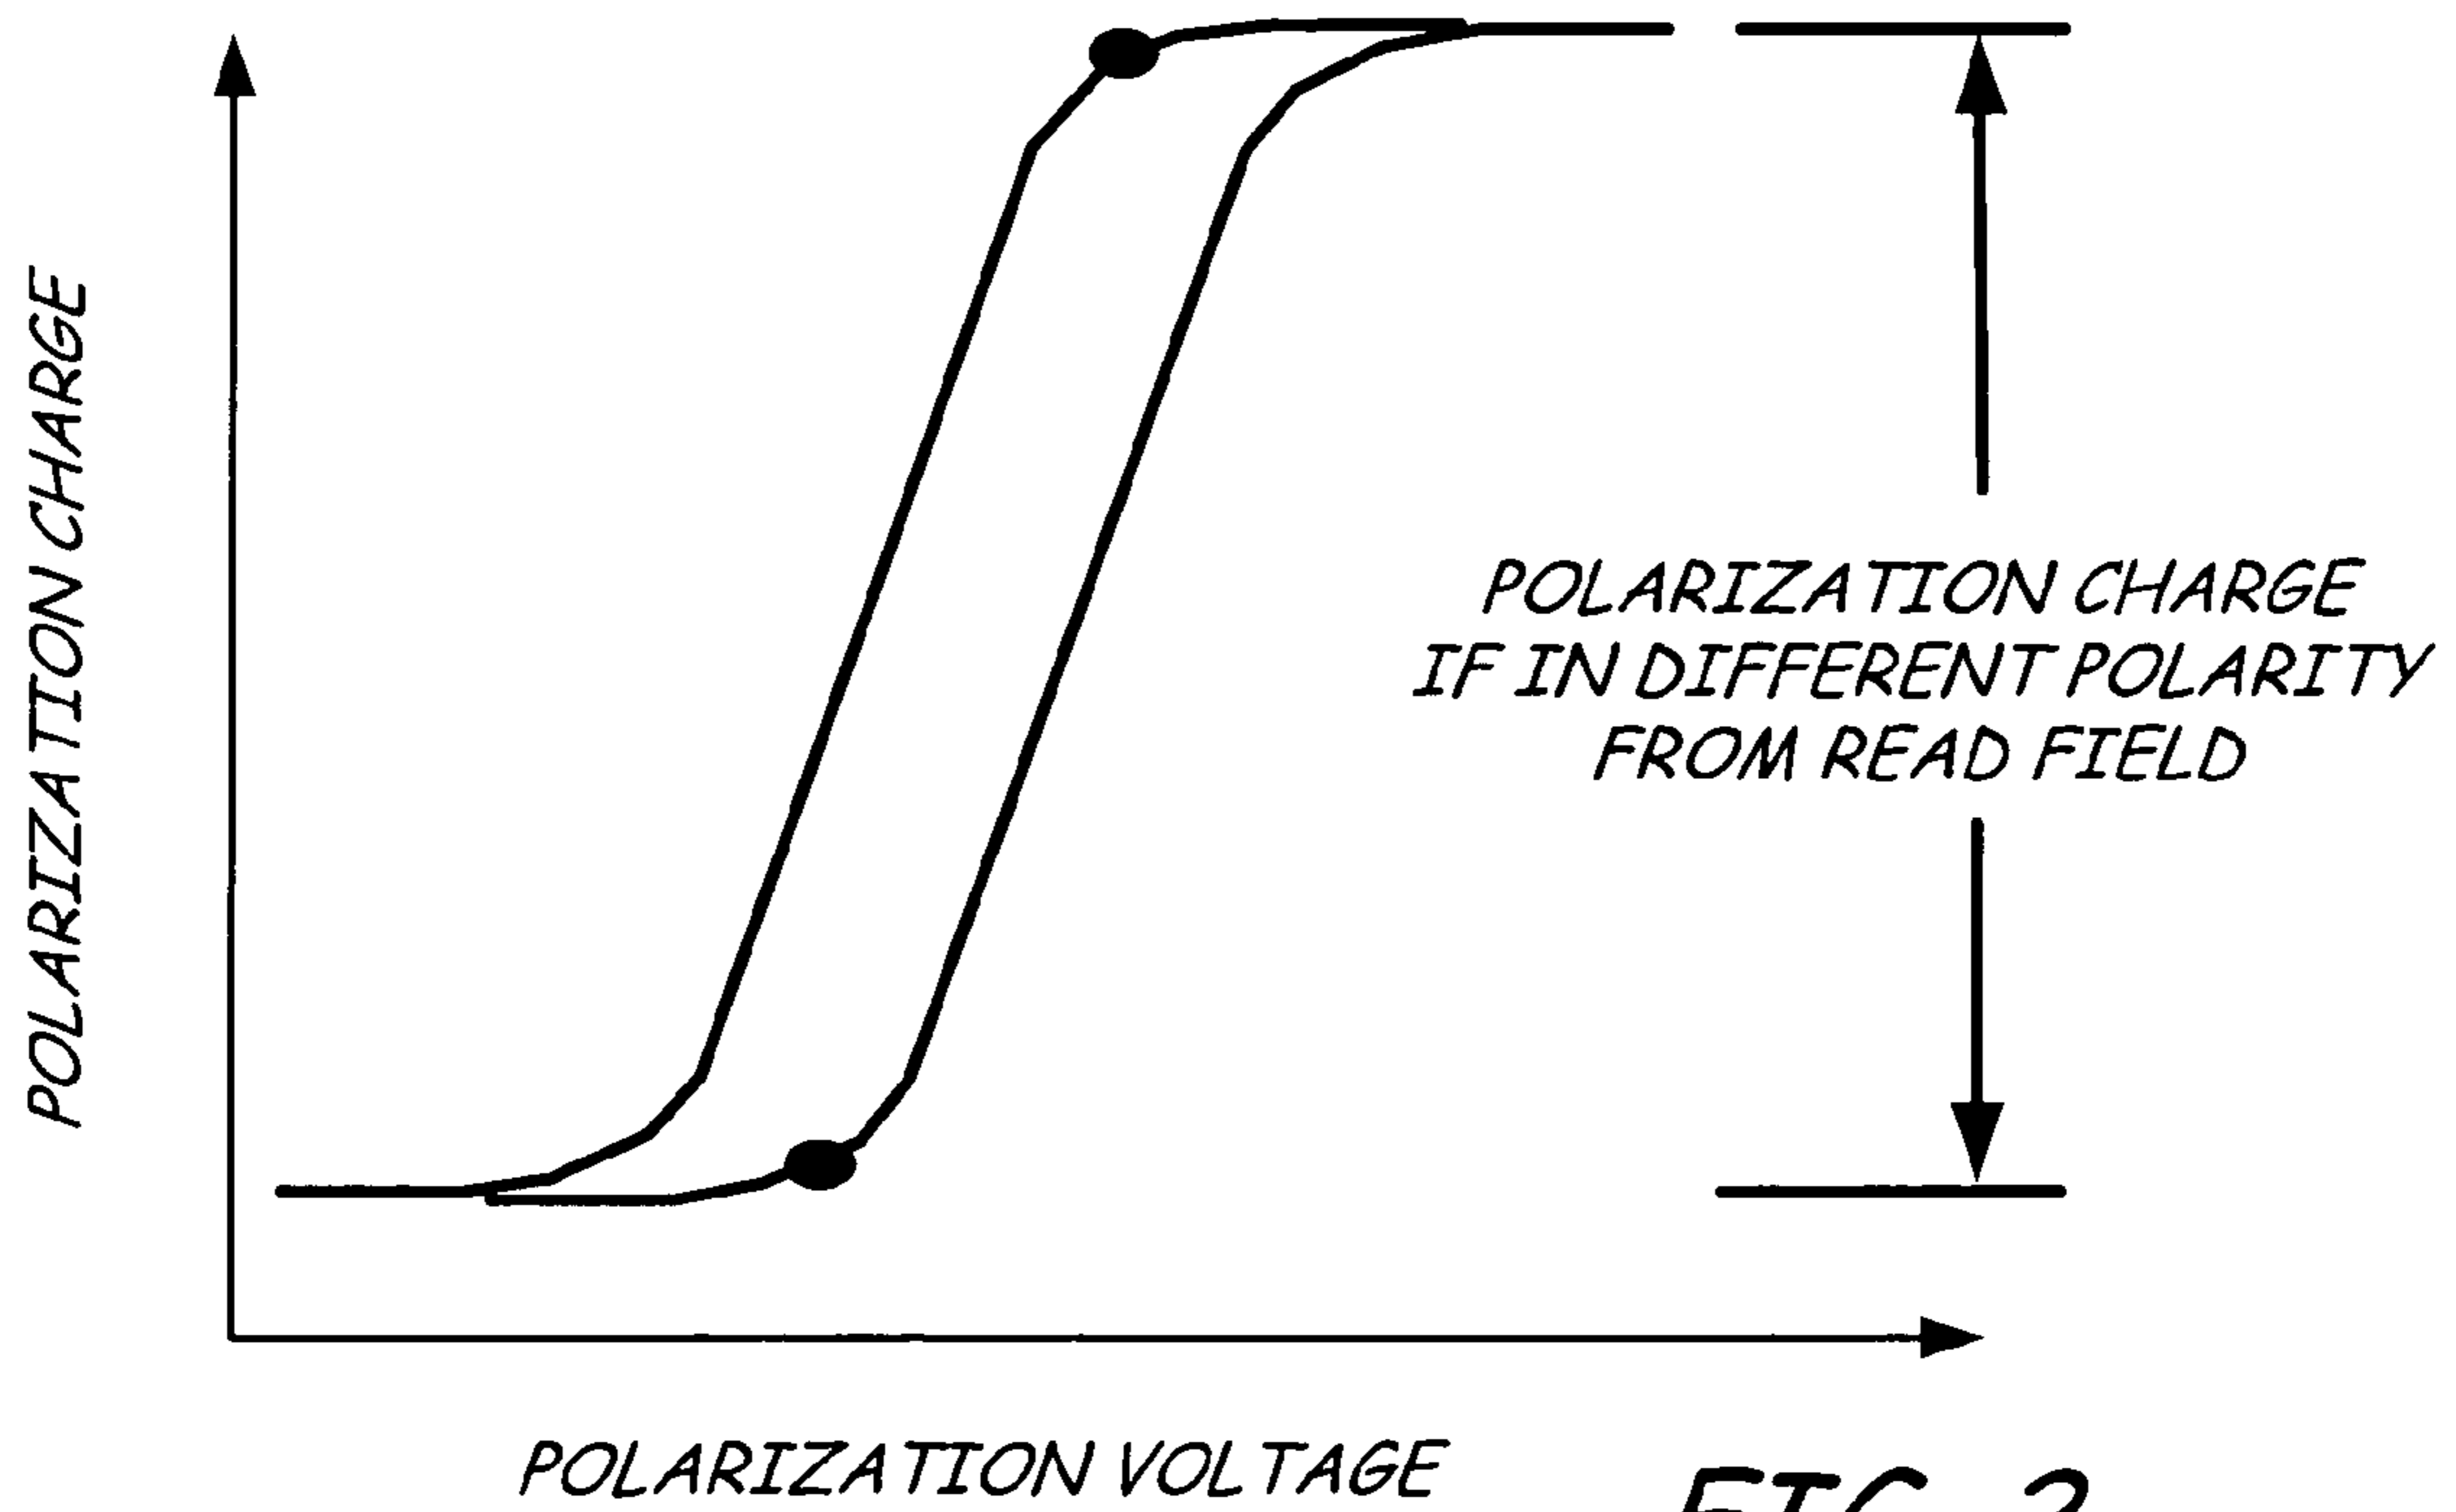 POLARIZATION CHARGE
POLARIZATION CHARGE
IF IN DIFFERENT POLARITY
FROM READ FIELD
POLARIZATION VOLTAGE